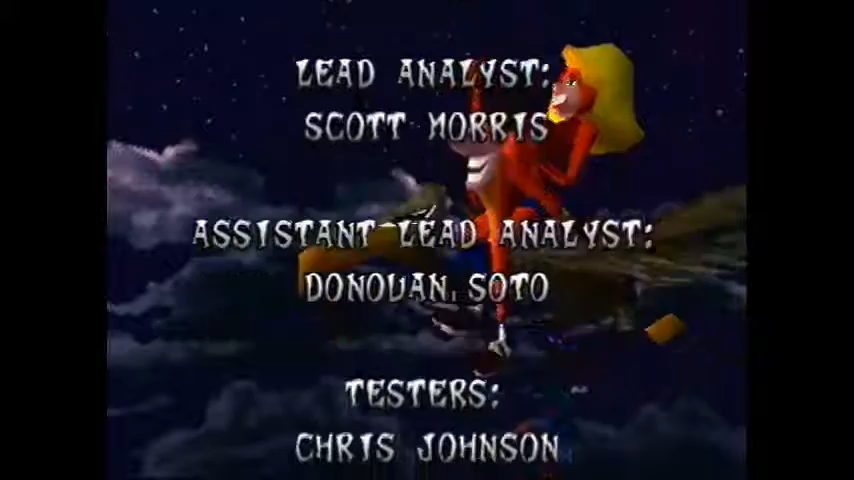 LEAD ANALYST:
SCOTT MORRIS
ASSISTANT LEAD ANALYST:
DONOVAN SOTO
TESTERS:
CHRIS JOHNSON